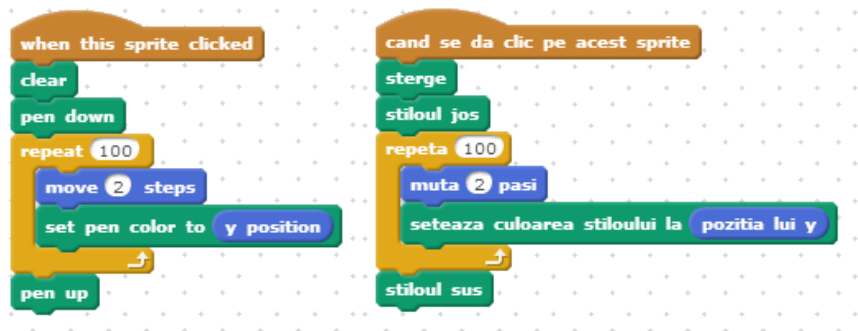 when this sprite clicked
clear
pen down
repeat 100
move 2 steps
set pen color to y position
pen up
cand se da clic pe acest sprite
sterge
stiloul jos
repeta 100
muta 2 pasi
seteaza culoarea stiloului la pozitia lui y
stiloul sus